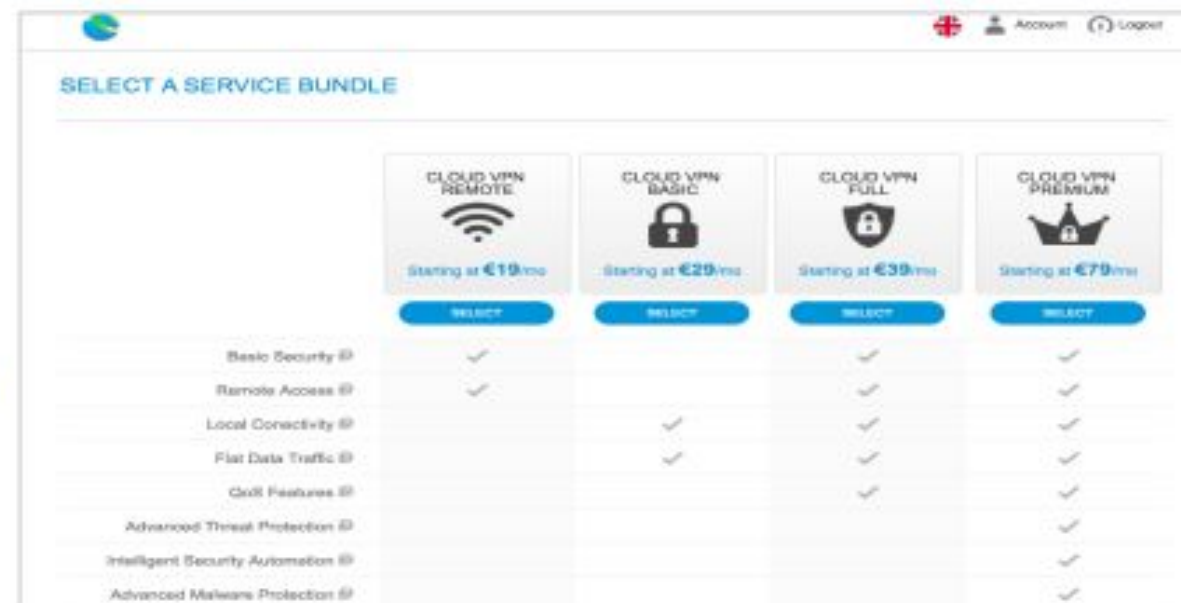 Account Logout
SELECT A SERVICE BUNDLE
CLOUD VPN
REMOTE
Starting at €19/mo
SELECT
CLOUD VPN
BASIC
Starting at €29/mo
SELECT
CLOUD VPN
FULL
Starting at €39/mo
SELECT
CLOUD VPN
PREMIUM
Starting at €79/mo
SELECT
Basic Security
Remote Access
Local Conectivity
Flat Data Traffic
QoS Features
Advanced Threat Protection
Intelligent Security Automation
Advanced Malware Protection